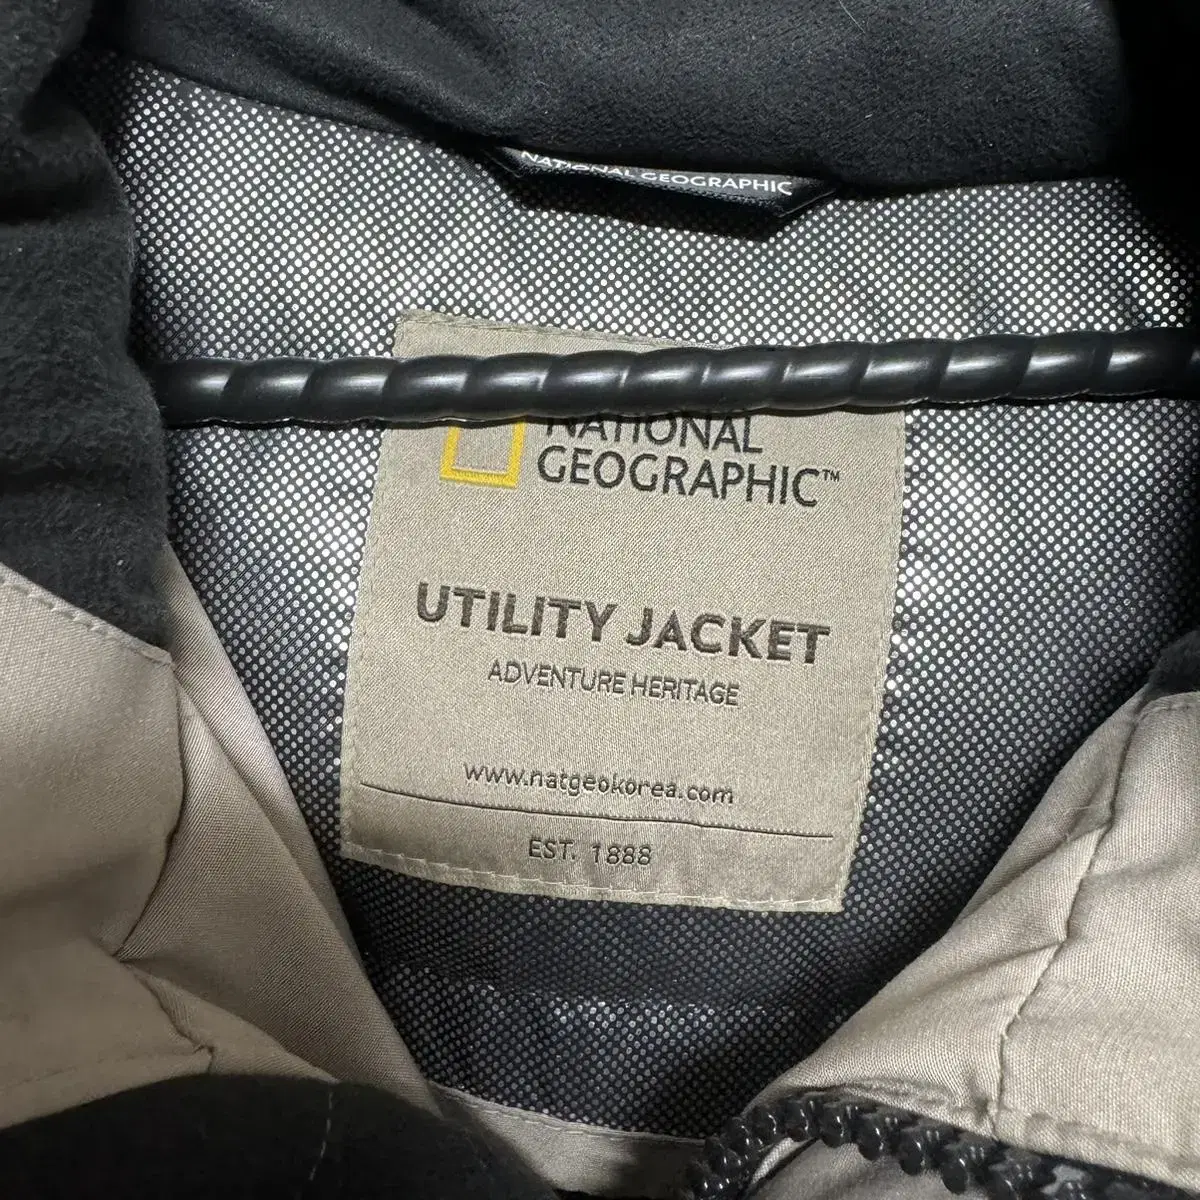 NATIONAL GEOGRAPHIC
NATIONAL
GEOGRAPHIC™
UTILITY JACKET
ADVENTURE HERITAGE
www.natgeokorea.com
EST. 1888